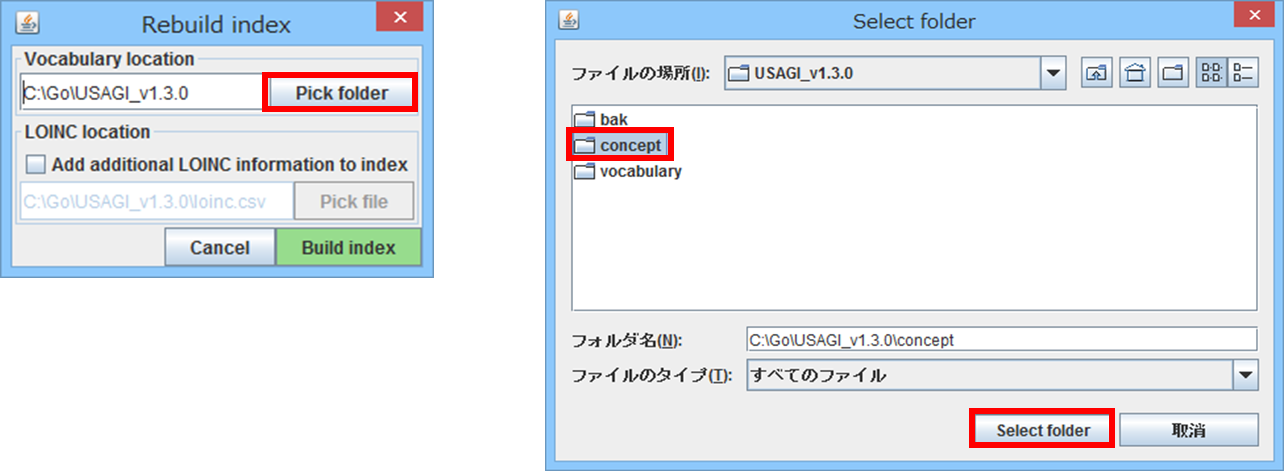 Rebuild index
Vocabulary location
C:\Go\USAGI_v1.3.0
Pick folder
LOINC location
Add additional LOINC information to index
C:\Go\USAGI_v1.3.0\loinc.csv
Pick file
Cancel
Build index
Select folder
ファイルの場所(I):
USAGI_v1.3.0
bak
concept
vocabulary
フォルダ名(N):
C:\Go\USAGI_v1.3.0\concept
ファイルのタイプ(T):
すべてのファイル
Select folder
取消